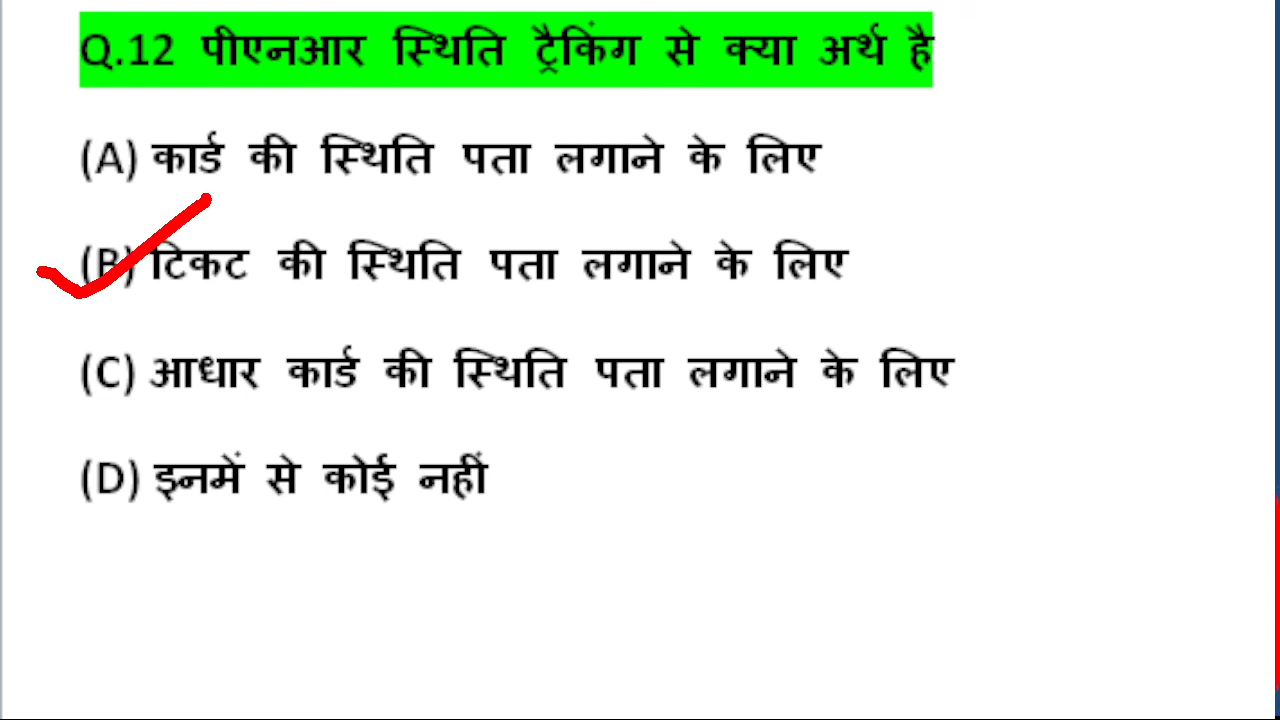 Q.12 पीएनआर स्थिति ट्रैकिंग से क्या अर्थ है
(A) कार्ड की स्थिति पता लगाने के लिए
(B) टिकट की स्थिति पता लगाने के लिए
(C) आधार कार्ड की स्थिति पता लगाने के लिए
(D) इनमें से कोई नहीं